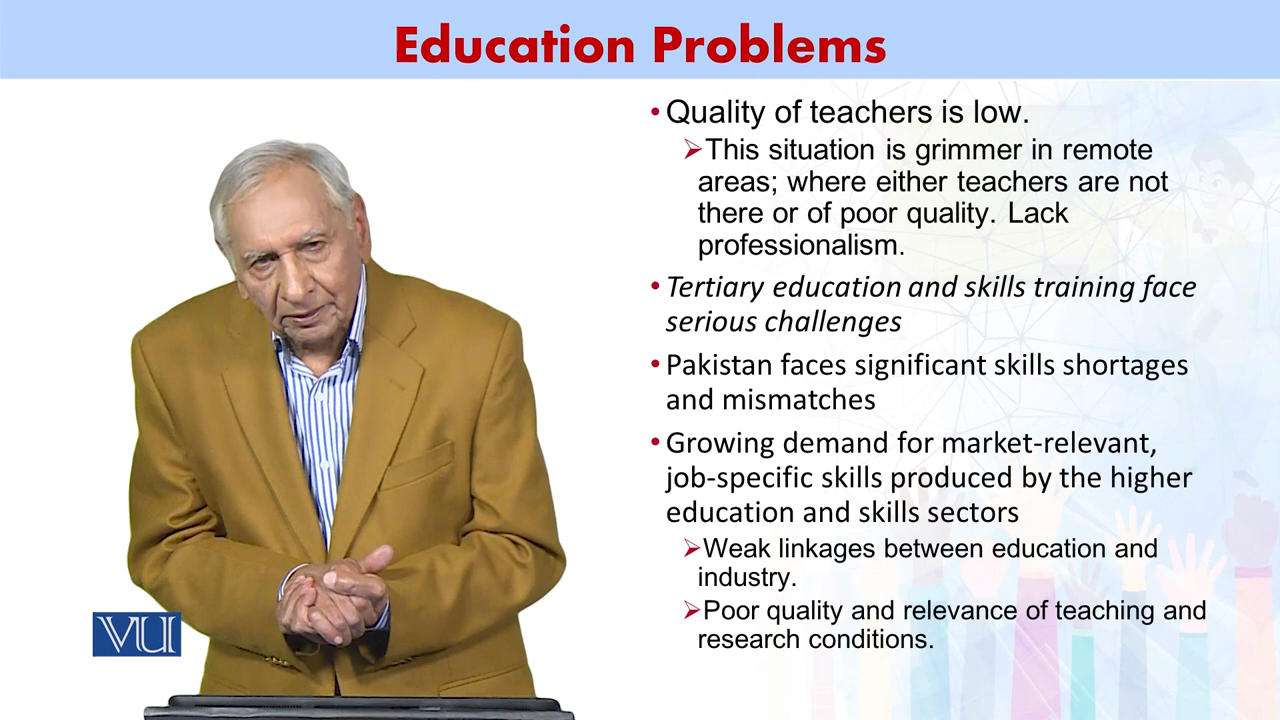 Education Problems
• Quality of teachers is low.
➢This situation is grimmer in remote
areas; where either teachers are not
there or of poor quality. Lack
professionalism.
• Tertiary education and skills training face
serious challenges
• Pakistan faces significant skills shortages
and mismatches
• Growing demand for market-relevant,
job-specific skills produced by the higher
education and skills sectors
➢Weak linkages between education and
industry.
➢Poor quality and relevance of teaching and
research conditions.
VU